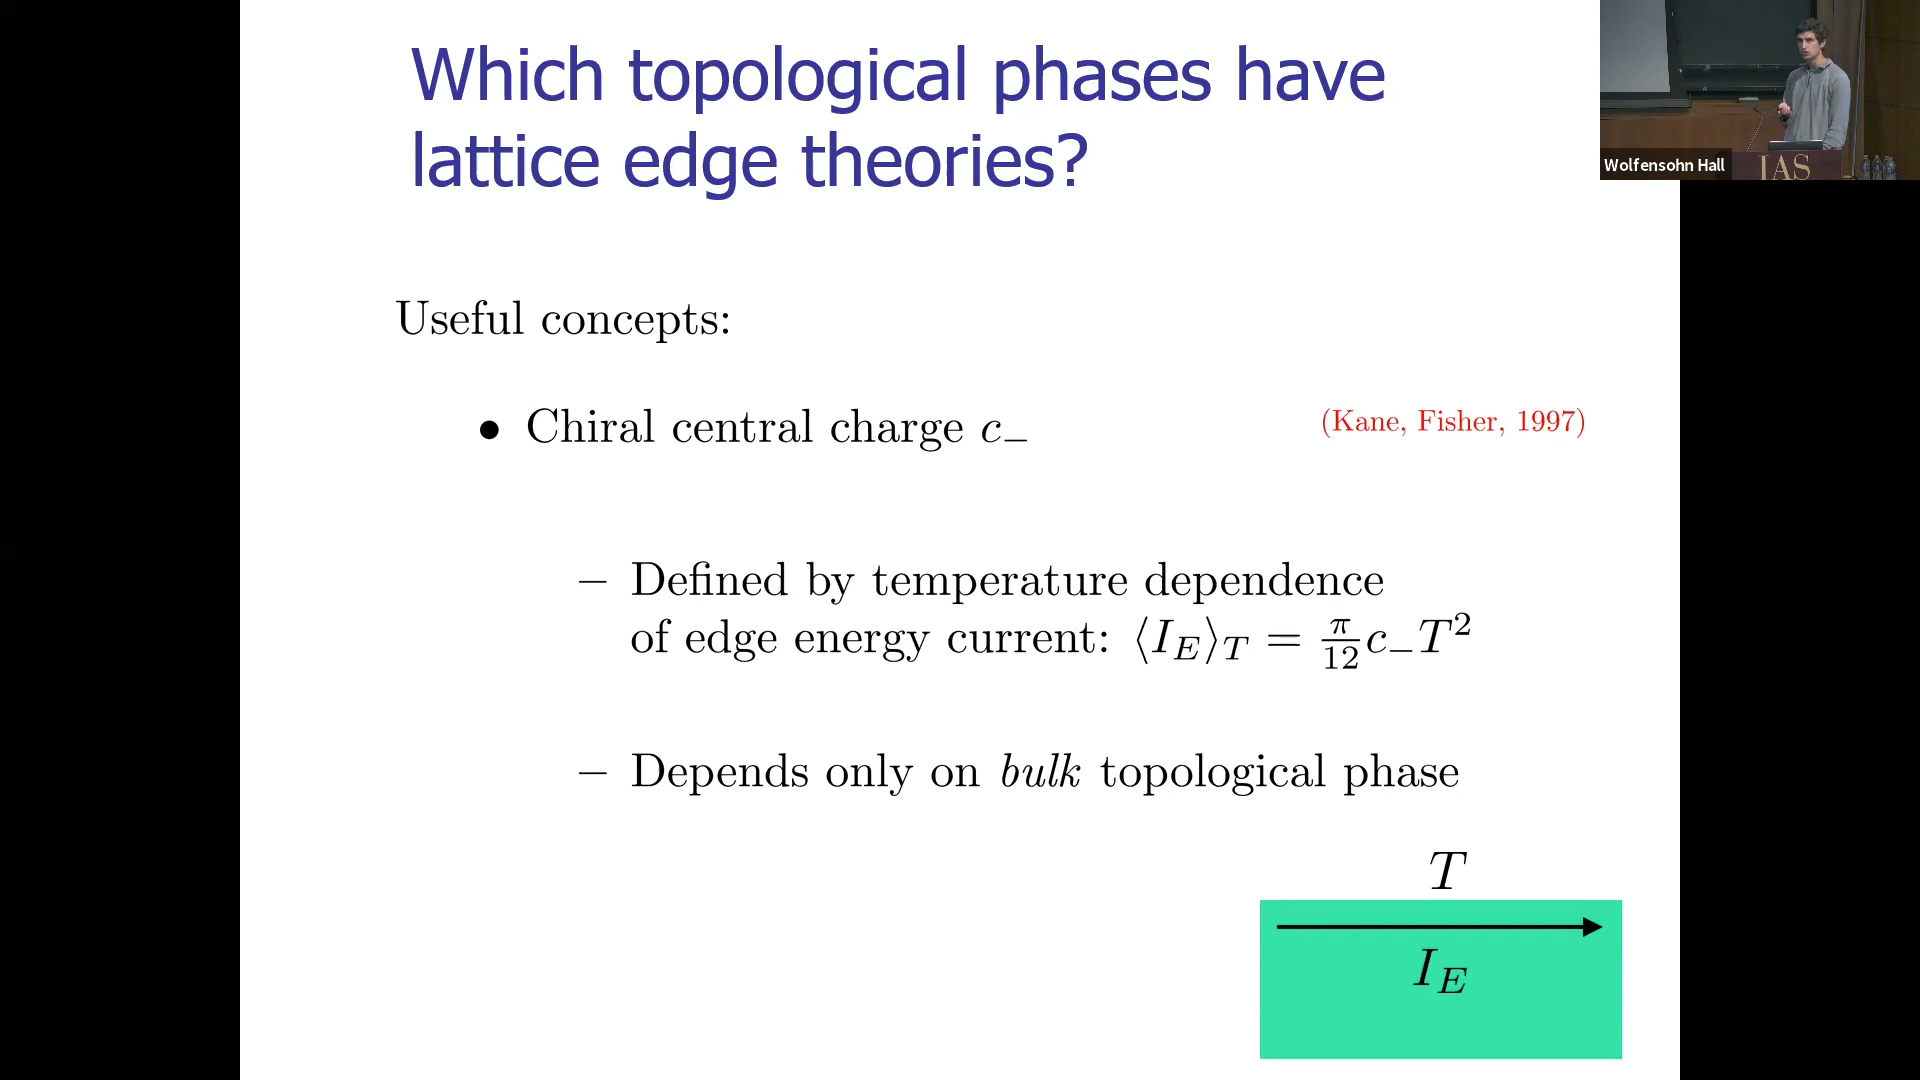 Which topological phases have
lattice edge theories?
Wolfensohn Hall
IAS
Useful concepts:
• Chiral central charge c₋
(Kane, Fisher, 1997)
– Defined by temperature dependence
of edge energy current: ⟨I_E⟩_T = π/12 c₋T²
– Depends only on bulk topological phase
T
I_E